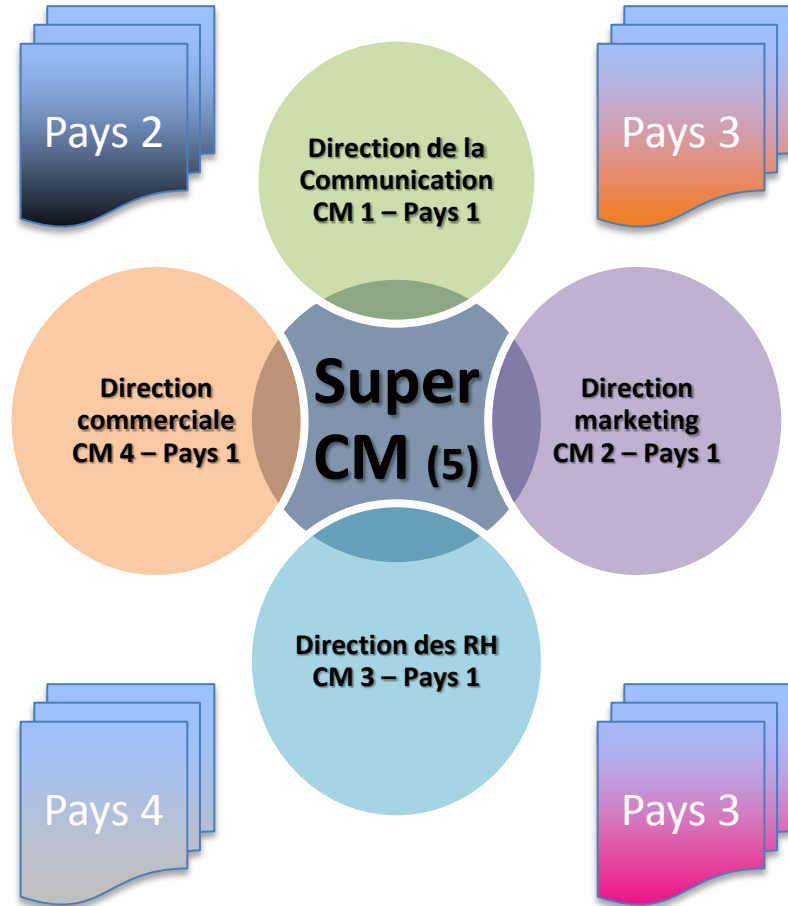 Pays 2
Pays 3
Direction de la
Communication
CM 1 – Pays 1
Direction
commerciale
CM 4 – Pays 1
Super
CM (5)
Direction
marketing
CM 2 – Pays 1
Direction des RH
CM 3 – Pays 1
Pays 4
Pays 3